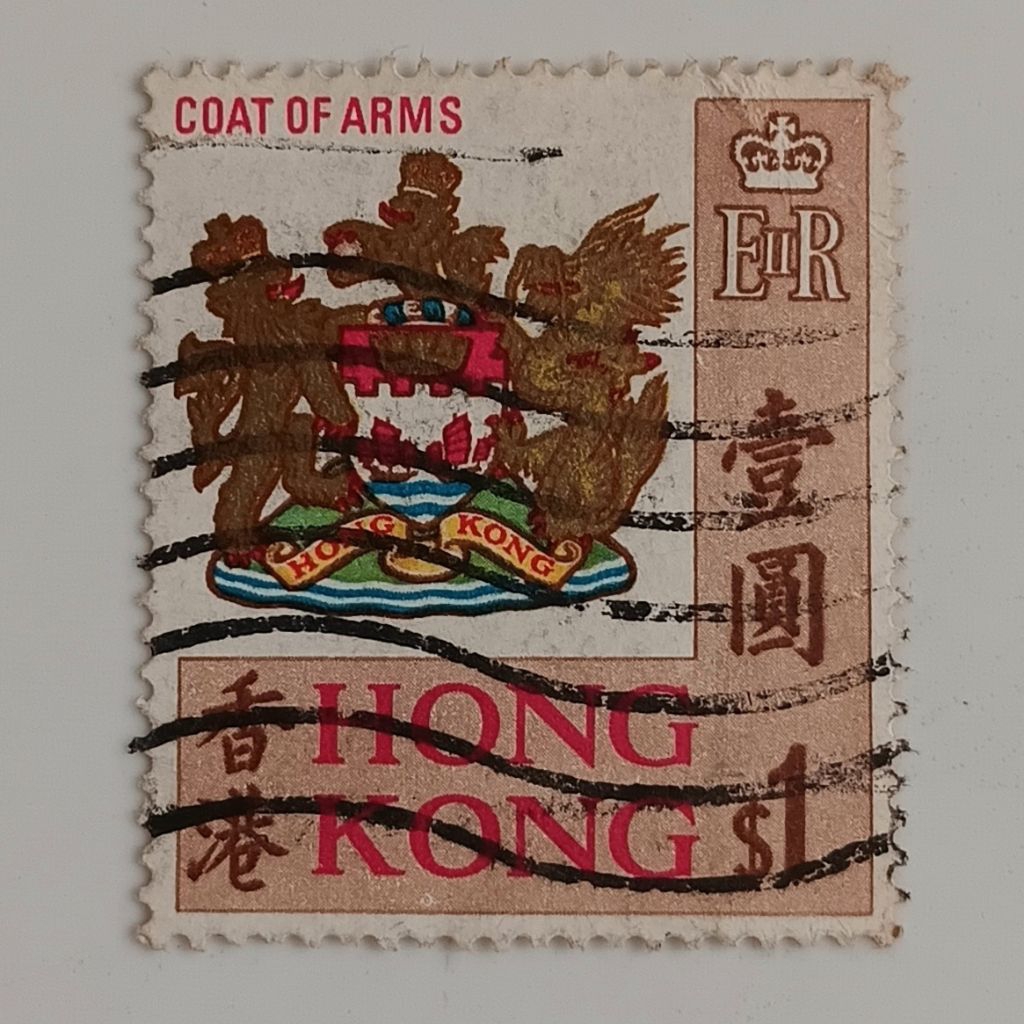 COAT OF ARMS
EIIR
壹圓
HONG KONG
香港
HONG
KONG
$1